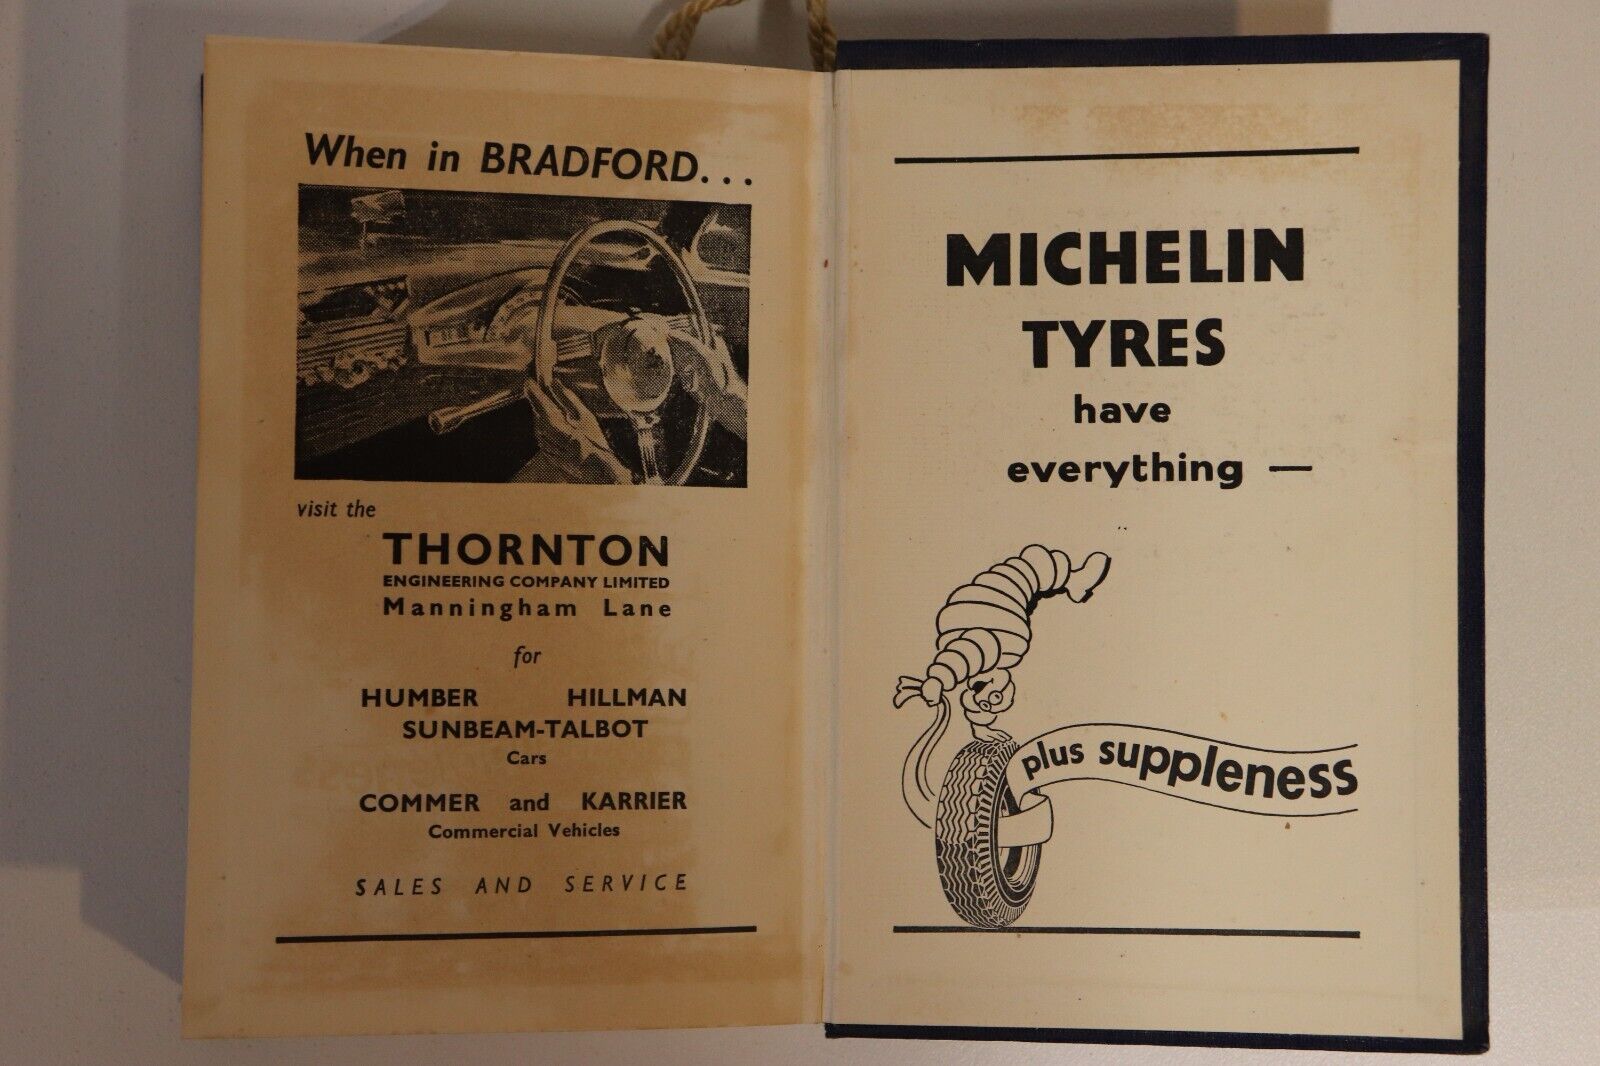 When in BRADFORD...
visit the
THORNTON
ENGINEERING COMPANY LIMITED
Manningham Lane
for
HUMBER HILLMAN
SUNBEAM-TALBOT
Cars
COMMER and KARRIER
Commercial Vehicles
SALES AND SERVICE
MICHELIN
TYRES
have
everything —
plus suppleness